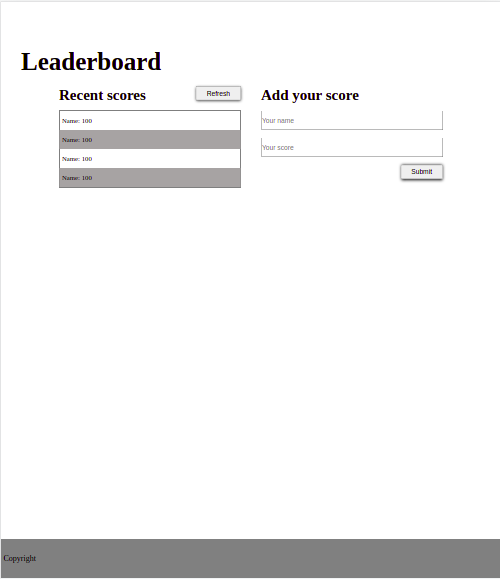 Leaderboard
Recent scores
Refresh
Name: 100
Name: 100
Name: 100
Name: 100
Add your score
Your name
Your score
Submit
Copyright